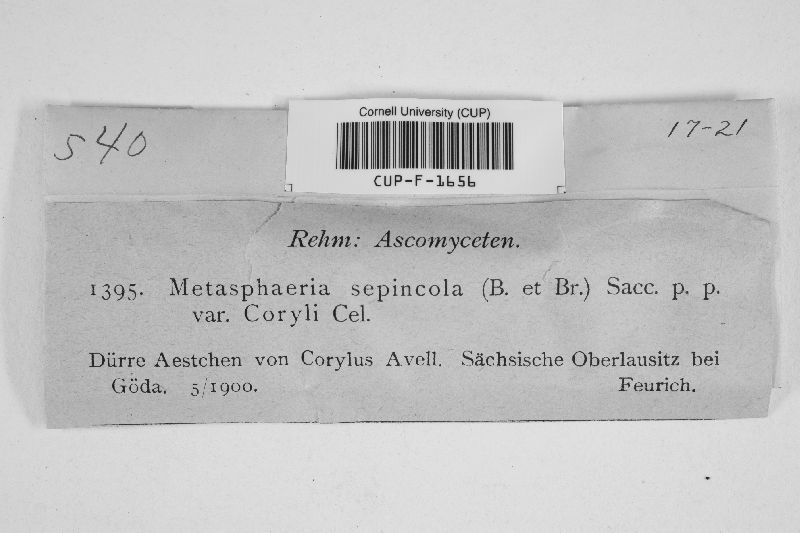 Cornell University (CUP)
CUP-F-1656
540
17-21
Rehm: Ascomyceten.
1395. Metasphaeria sepincola (B. et Br.) Sacc. p. p.
var. Coryli Cel.
Dürre Aestchen von Corylus Avell. Sächsische Oberlausitz bei
Göda. 5/1900. Feurich.